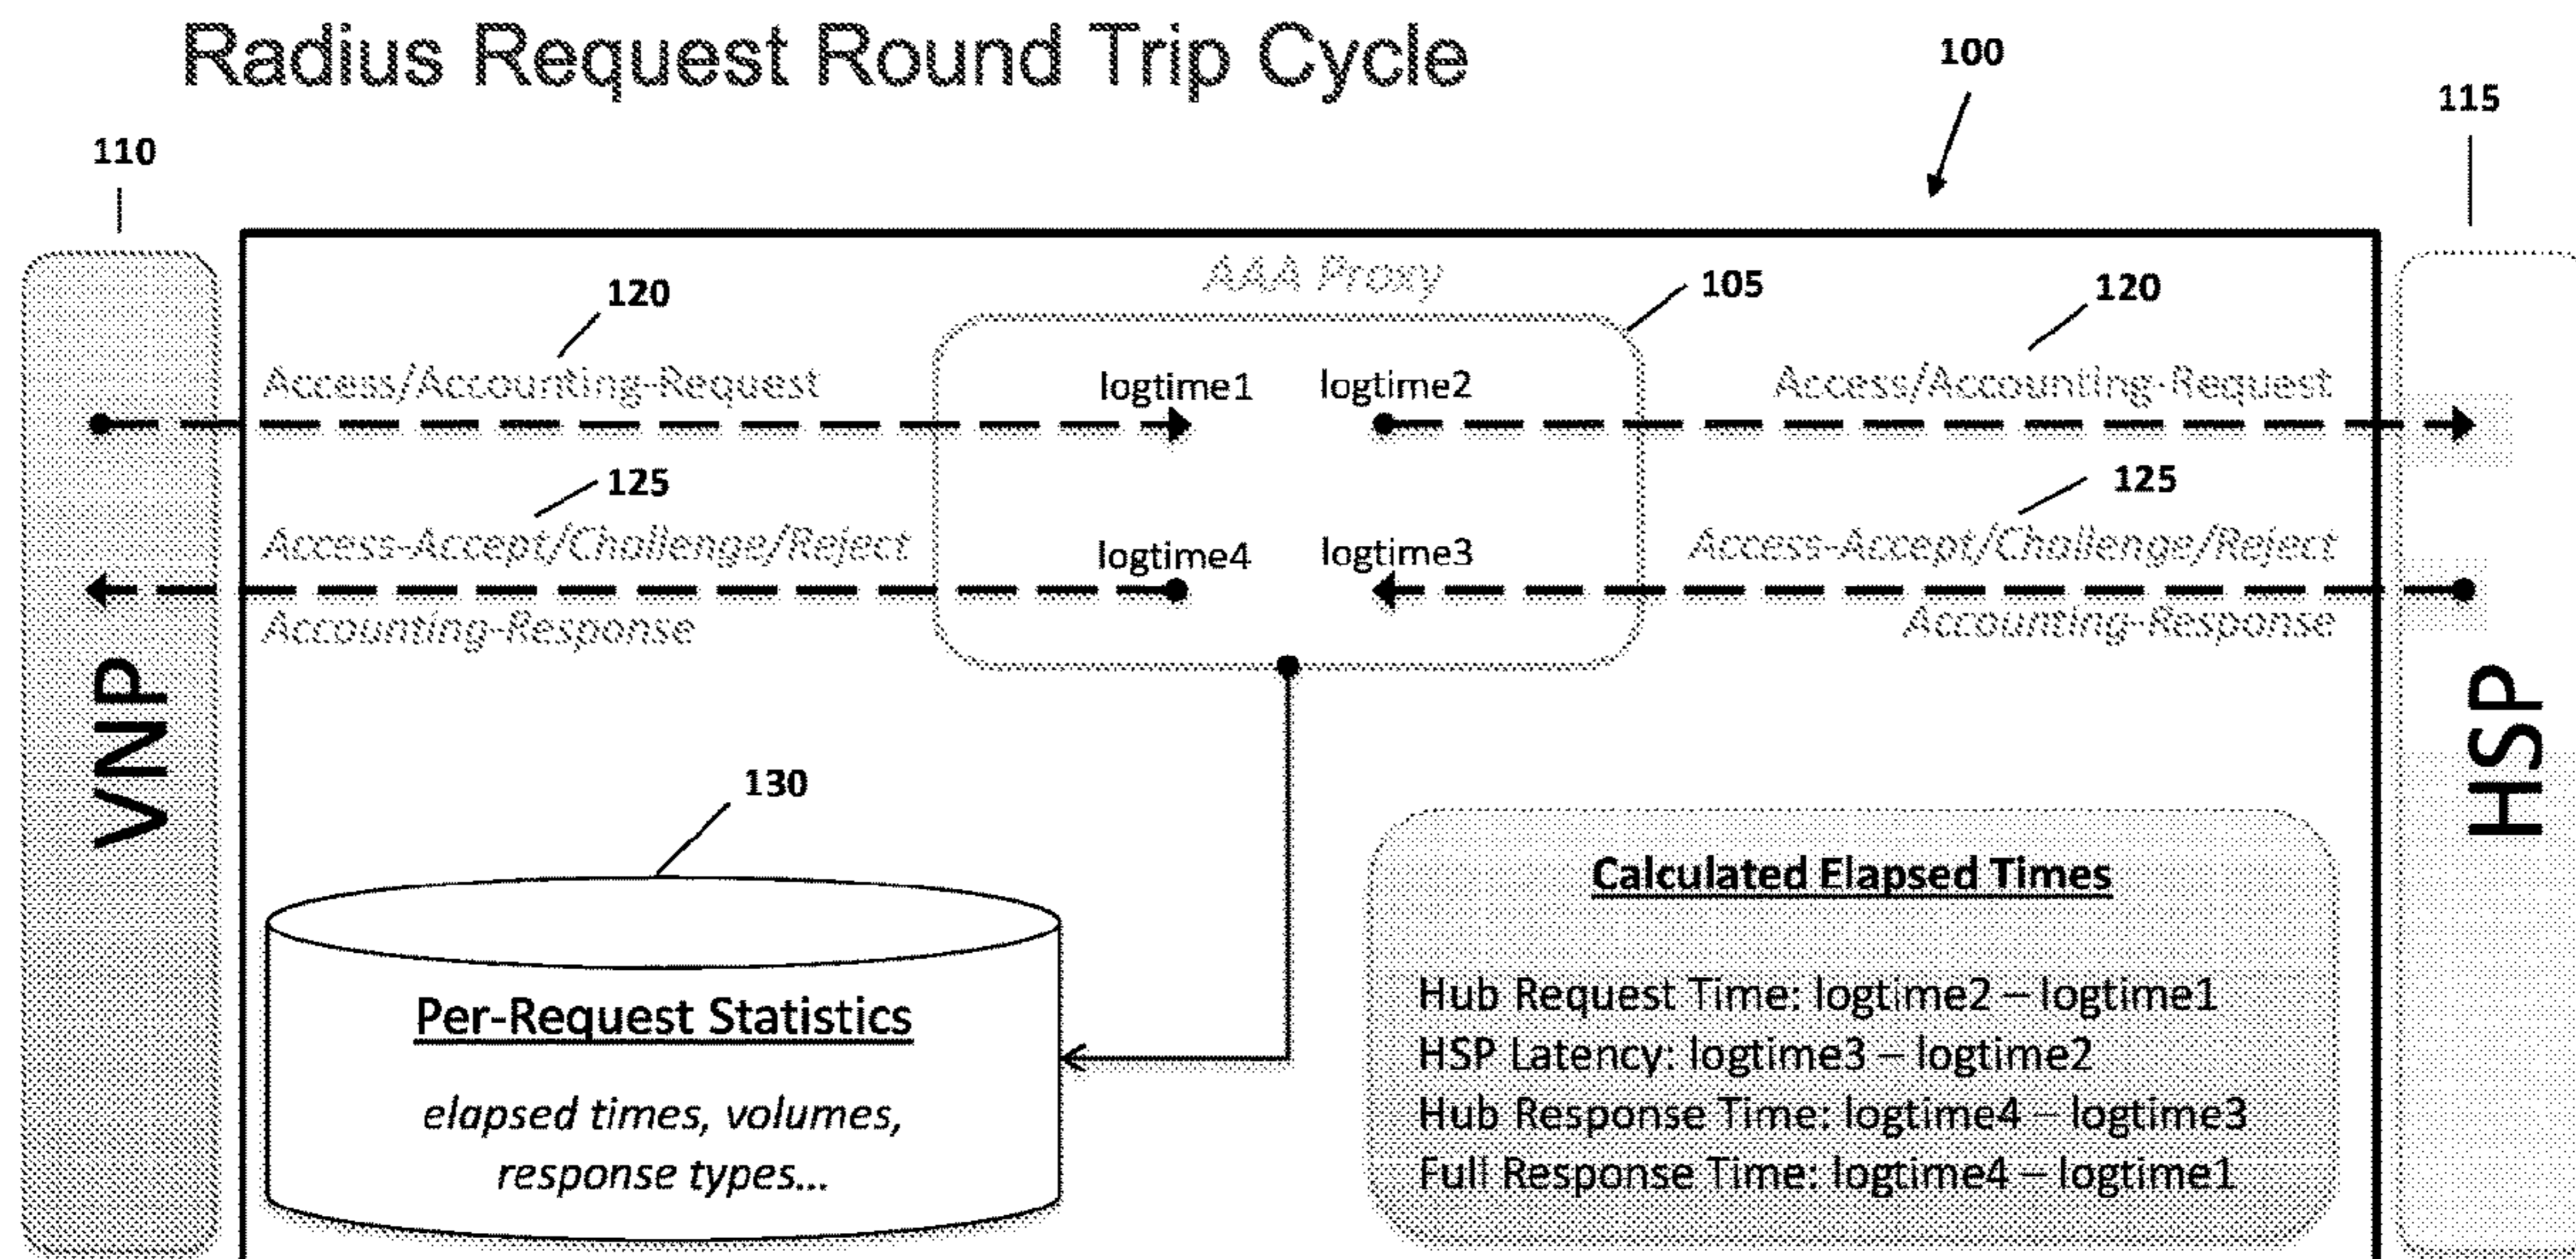 Radius Request Round Trip Cycle
100
115
110
AAA Proxy
105
120
120
Access/Accounting-Request
logtime1
logtime2
Access/Accounting-Request
125
125
Access-Accept/Challenge/Reject
logtime4
logtime3
Access-Accept/Challenge/Reject
Accounting-Response
Accounting-Response
VNP
HSP
130
Per-Request Statistics
elapsed times, volumes,
response types...
Calculated Elapsed Times
Hub Request Time: logtime2 – logtime1
HSP Latency: logtime3 – logtime2
Hub Response Time: logtime4 – logtime3
Full Response Time: logtime4 – logtime1